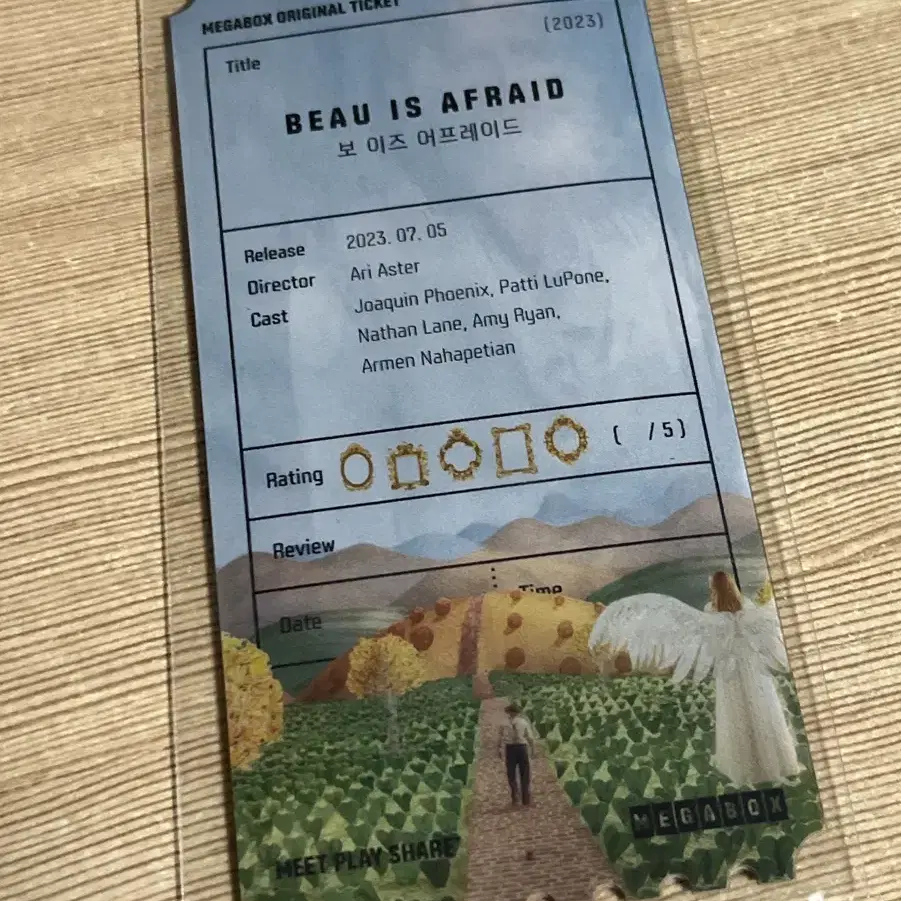 MEGABOX ORIGINAL TICKET
(2023)
Title
BEAU IS AFRAID
보 이즈 어프레이드
Release 2023. 07. 05
Director Ari Aster
Cast Joaquin Phoenix, Patti LuPone,
Nathan Lane, Amy Ryan,
Armen Nahapetian
Rating ( /5)
Review
Date Time
MEGABOX
MEET PLAY SHARE